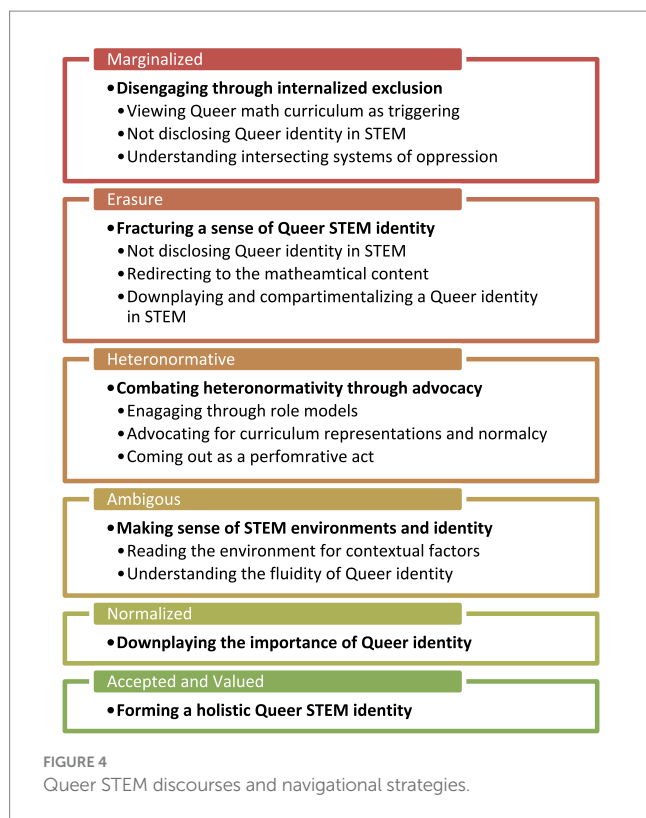 Marginalized
•Disengaging through internalized exclusion
•Viewing Queer math curriculum as triggering
•Not disclosing Queer identity in STEM
•Understanding intersecting systems of oppression
Erasure
•Fracturing a sense of Queer STEM identity
•Not disclosing Queer identity in STEM
•Redirecting to the matheamtical content
•Downplaying and compartimentalizing a Queer identity
in STEM
Heteronormative
•Combating heteronormativity through advocacy
•Enagaging through role models
•Advocating for curriculum representations and normalcy
•Coming out as a perfomrative act
Ambigous
•Making sense of STEM environments and identity
•Reading the environment for contextual factors
•Understanding the fluidity of Queer identity
Normalized
•Downplaying the importance of Queer identity
Accepted and Valued
•Forming a holistic Queer STEM identity
FIGURE 4
Queer STEM discourses and navigational strategies.